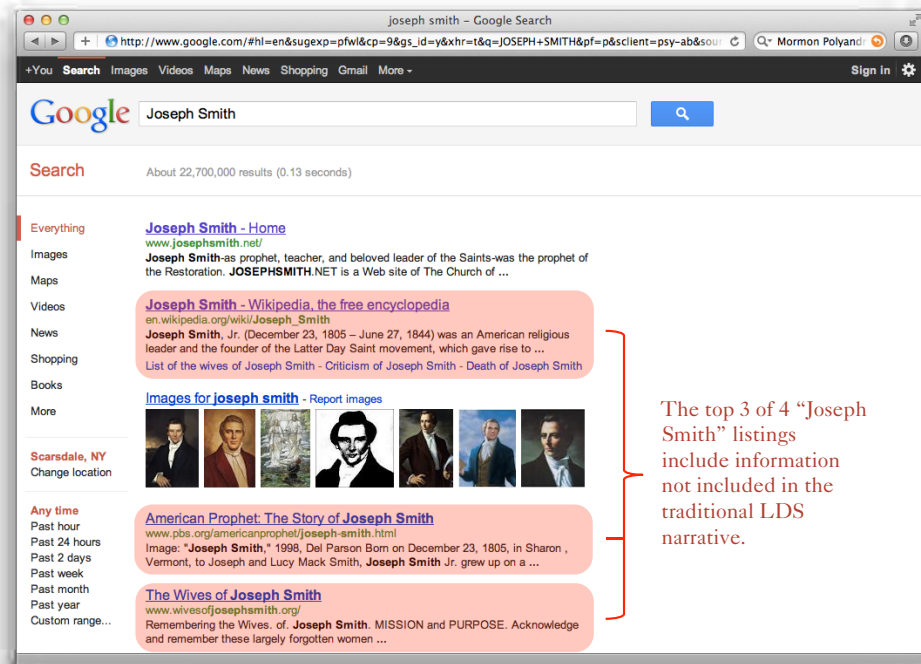 joseph smith – Google Search
+ http://www.google.com/#hl=en&sugexp=pfwl&cp=9&gs_id=y&xhr=t&q=JOSEPH+SMITH&pf=p&sclient=psy-ab&sour
Mormon Polyandr
+You Search Images Videos Maps News Shopping Gmail More
Sign in
Google
Joseph Smith
Search
About 22,700,000 results (0.13 seconds)
Everything
Images
Maps
Videos
News
Shopping
Books
More
Scarsdale, NY
Change location
Any time
Past hour
Past 24 hours
Past 2 days
Past week
Past month
Past year
Custom range...
Joseph Smith - Home
www.josephsmith.net/
Joseph Smith-as prophet, teacher, and beloved leader of the Saints-was the prophet of
the Restoration. JOSEPHSMITH.NET is a Web site of The Church of ...
Joseph Smith - Wikipedia, the free encyclopedia
en.wikipedia.org/wiki/Joseph_Smith
Joseph Smith, Jr. (December 23, 1805 – June 27, 1844) was an American religious
leader and the founder of the Latter Day Saint movement, which gave rise to ...
List of the wives of Joseph Smith - Criticism of Joseph Smith - Death of Joseph Smith
Images for joseph smith - Report images
American Prophet: The Story of Joseph Smith
www.pbs.org/americanprophet/joseph-smith.html
Image: "Joseph Smith," 1998, Del Parson Born on December 23, 1805, in Sharon ,
Vermont, to Joseph and Lucy Mack Smith, Joseph Smith Jr. grew up on a ...
The Wives of Joseph Smith
www.wivesofjosephsmith.org/
Remembering the Wives. of. Joseph Smith. MISSION and PURPOSE. Acknowledge
and remember these largely forgotten women ...
The top 3 of 4 “Joseph
Smith” listings
include information
not included in the
traditional LDS
narrative.